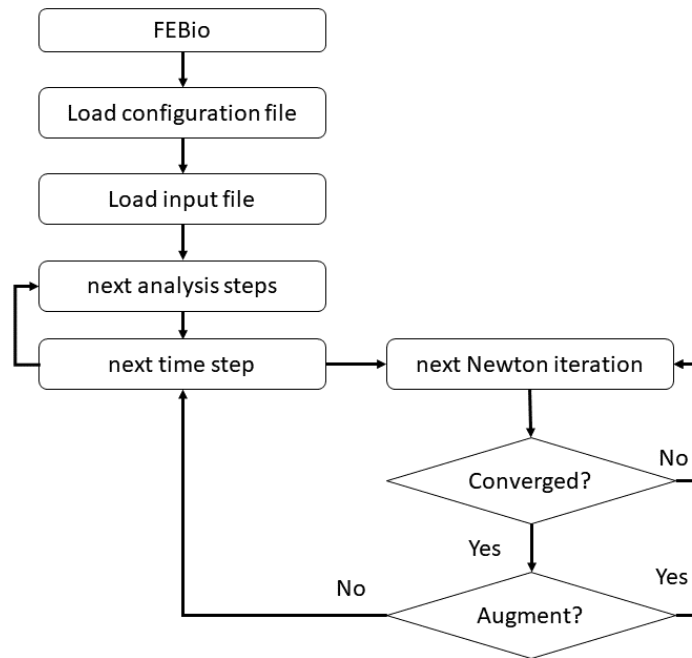 FEBio
Load configuration file
Load input file
next analysis steps
next time step
next Newton iteration
Converged?
No
Yes
No
Yes
Augment?